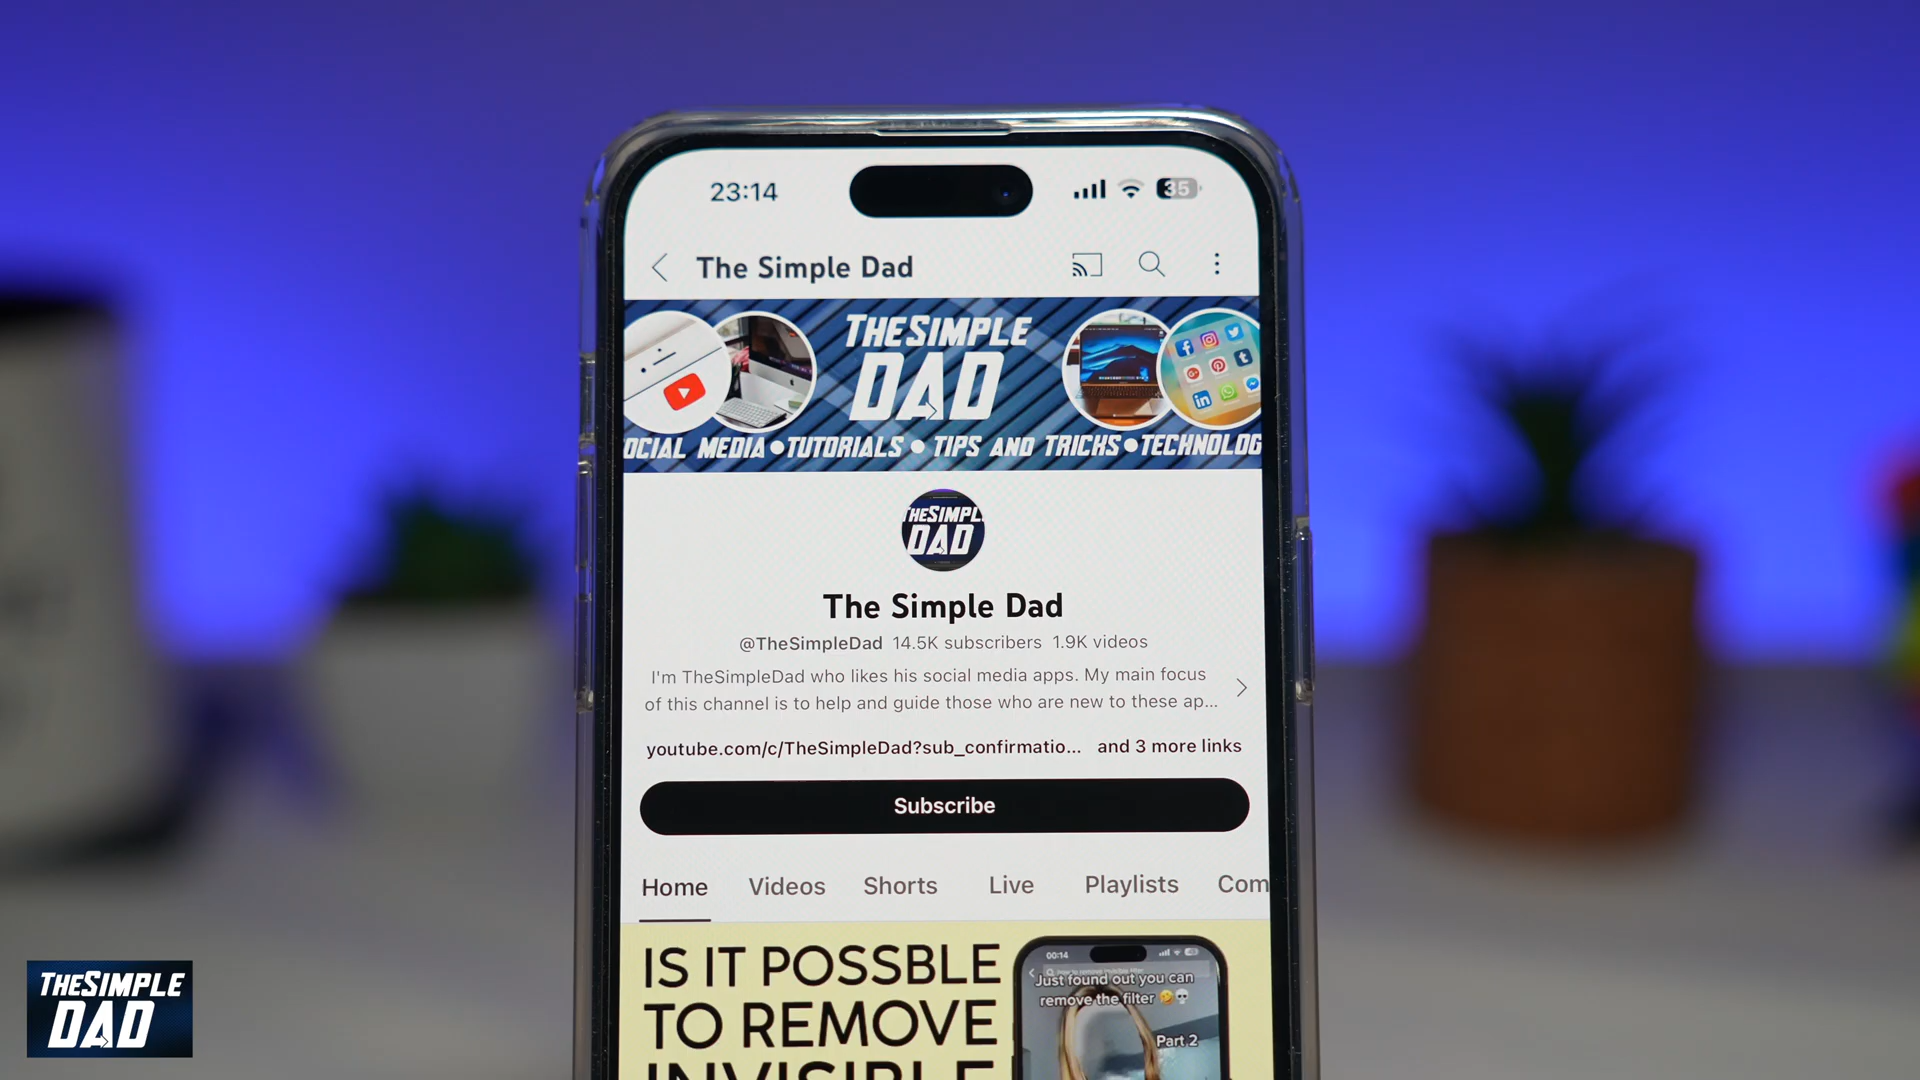 23:14
35
The Simple Dad
THESIMPLE
DAD
OCIAL MEDIA • TUTORIALS • TIPS AND TRICKS • TECHNOLOG
HESIMPL
DAD
The Simple Dad
@TheSimpleDad 14.5K subscribers 1.9K videos
I'm TheSimpleDad who likes his social media apps. My main focus
of this channel is to help and guide those who are new to these ap...
youtube.com/c/TheSimpleDad?sub_confirmatio... and 3 more links
Subscribe
Home Videos Shorts Live Playlists Com
IS IT POSSBLE
TO REMOVE
INVISIBLE
00:14
Just found out you can
remove the filter 🤣💀
Part 2
THESIMPLE
DAD